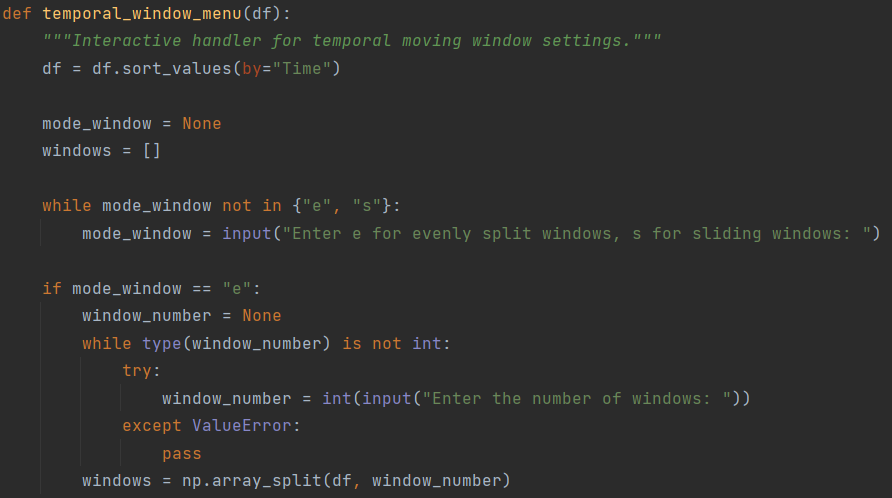 def temporal_window_menu(df):
    """Interactive handler for temporal moving window settings."""
    df = df.sort_values(by="Time")

    mode_window = None
    windows = []

    while mode_window not in {"e", "s"}:
        mode_window = input("Enter e for evenly split windows, s for sliding windows: ")

    if mode_window == "e":
        window_number = None
        while type(window_number) is not int:
            try:
                window_number = int(input("Enter the number of windows: "))
            except ValueError:
                pass
        windows = np.array_split(df, window_number)